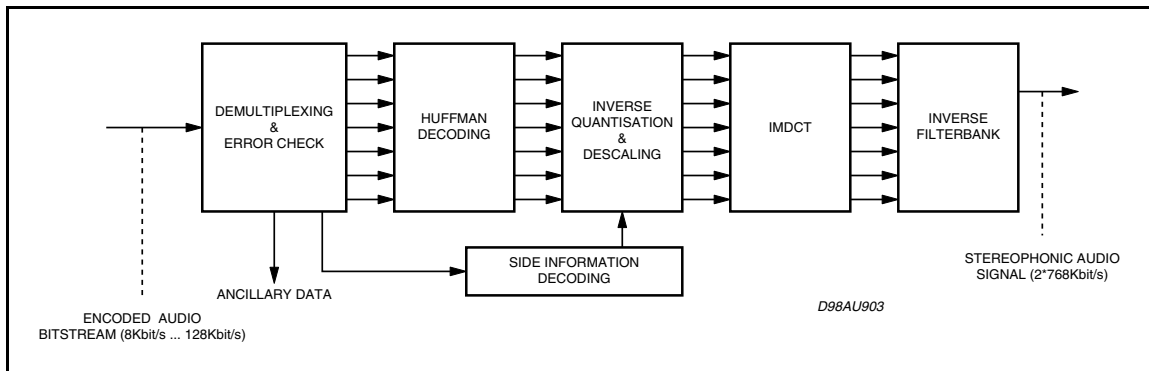 DEMULTIPLEXING
&
ERROR CHECK
HUFFMAN
DECODING
INVERSE
QUANTISATION
&
DESCALING
IMDCT
INVERSE
FILTERBANK
SIDE INFORMATION
DECODING
ANCILLARY DATA
ENCODED AUDIO
BITSTREAM (8Kbit/s ... 128Kbit/s)
STEREOPHONIC AUDIO
SIGNAL (2*768Kbit/s)
D98AU903